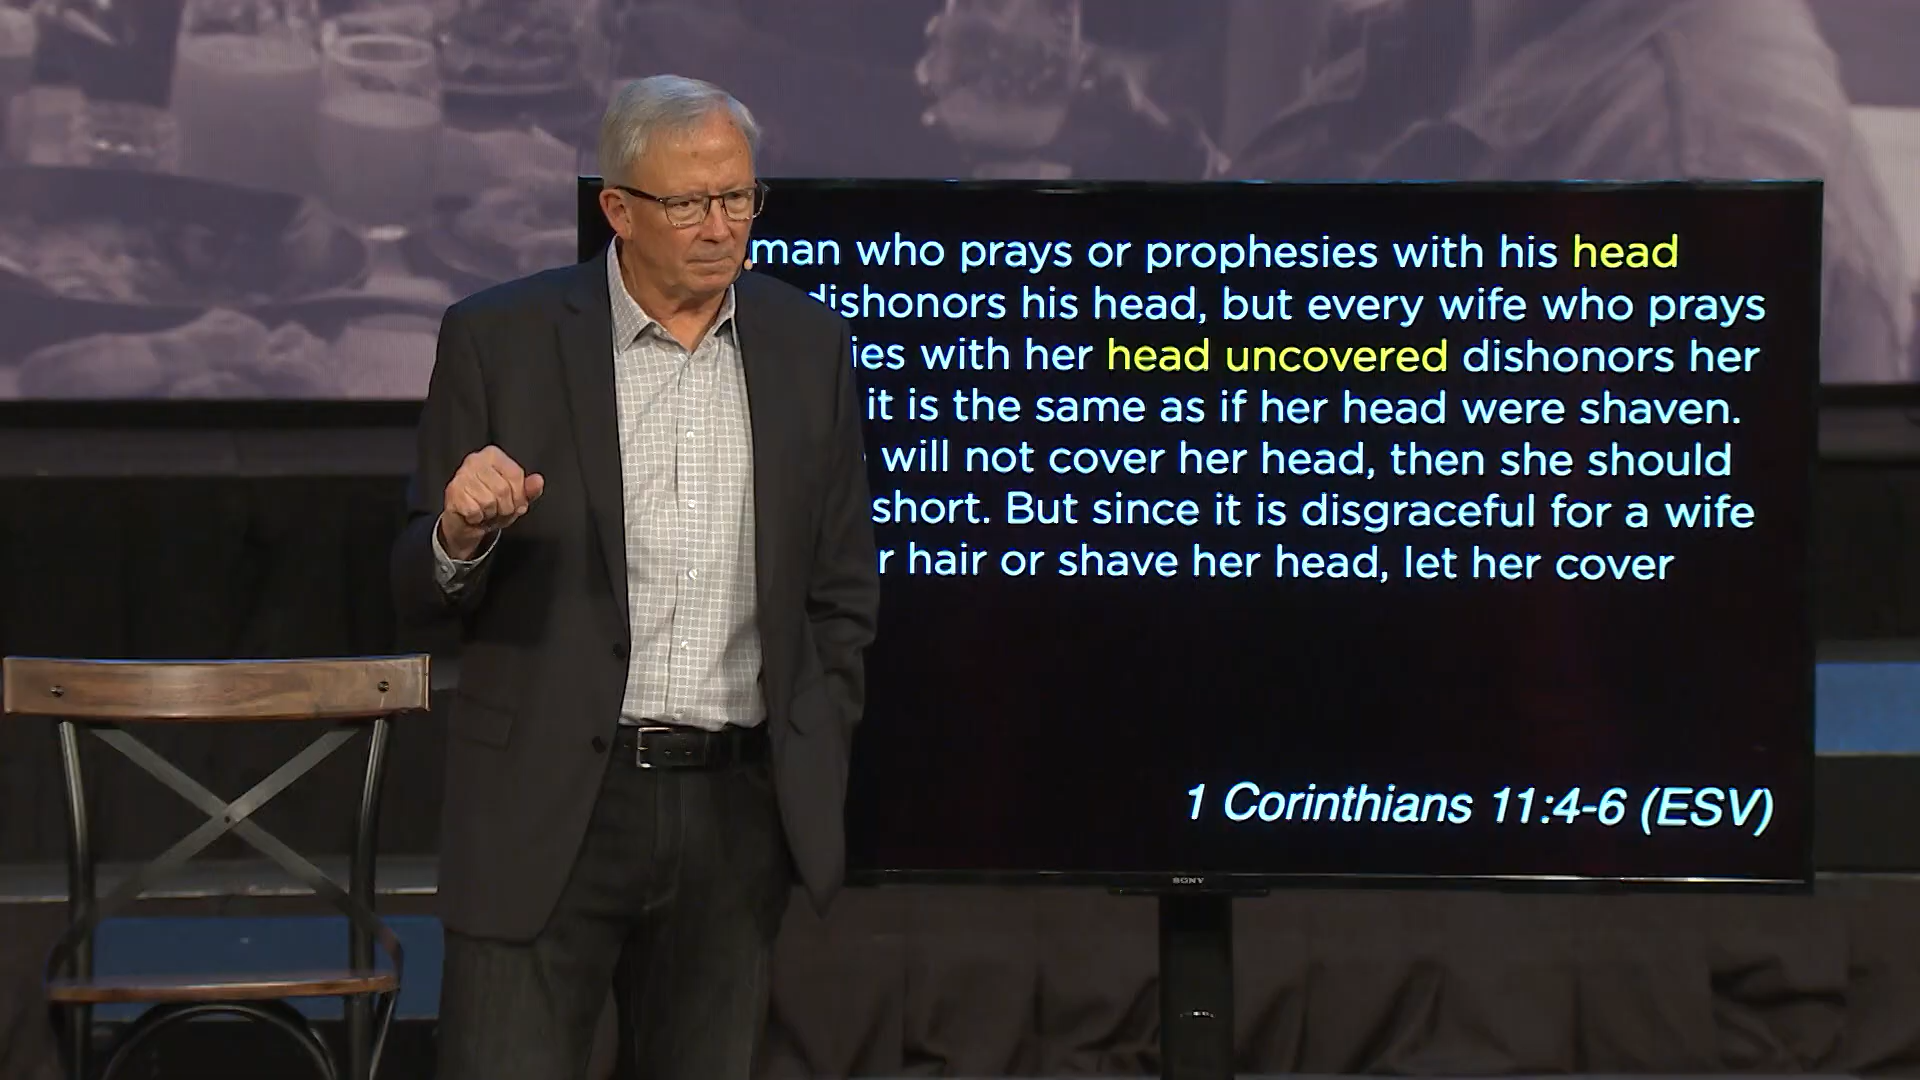 man who prays or prophesies with his head
dishonors his head, but every wife who prays
ies with her head uncovered dishonors her
it is the same as if her head were shaven.
will not cover her head, then she should
short. But since it is disgraceful for a wife
r hair or shave her head, let her cover
1 Corinthians 11:4-6 (ESV)
SONY